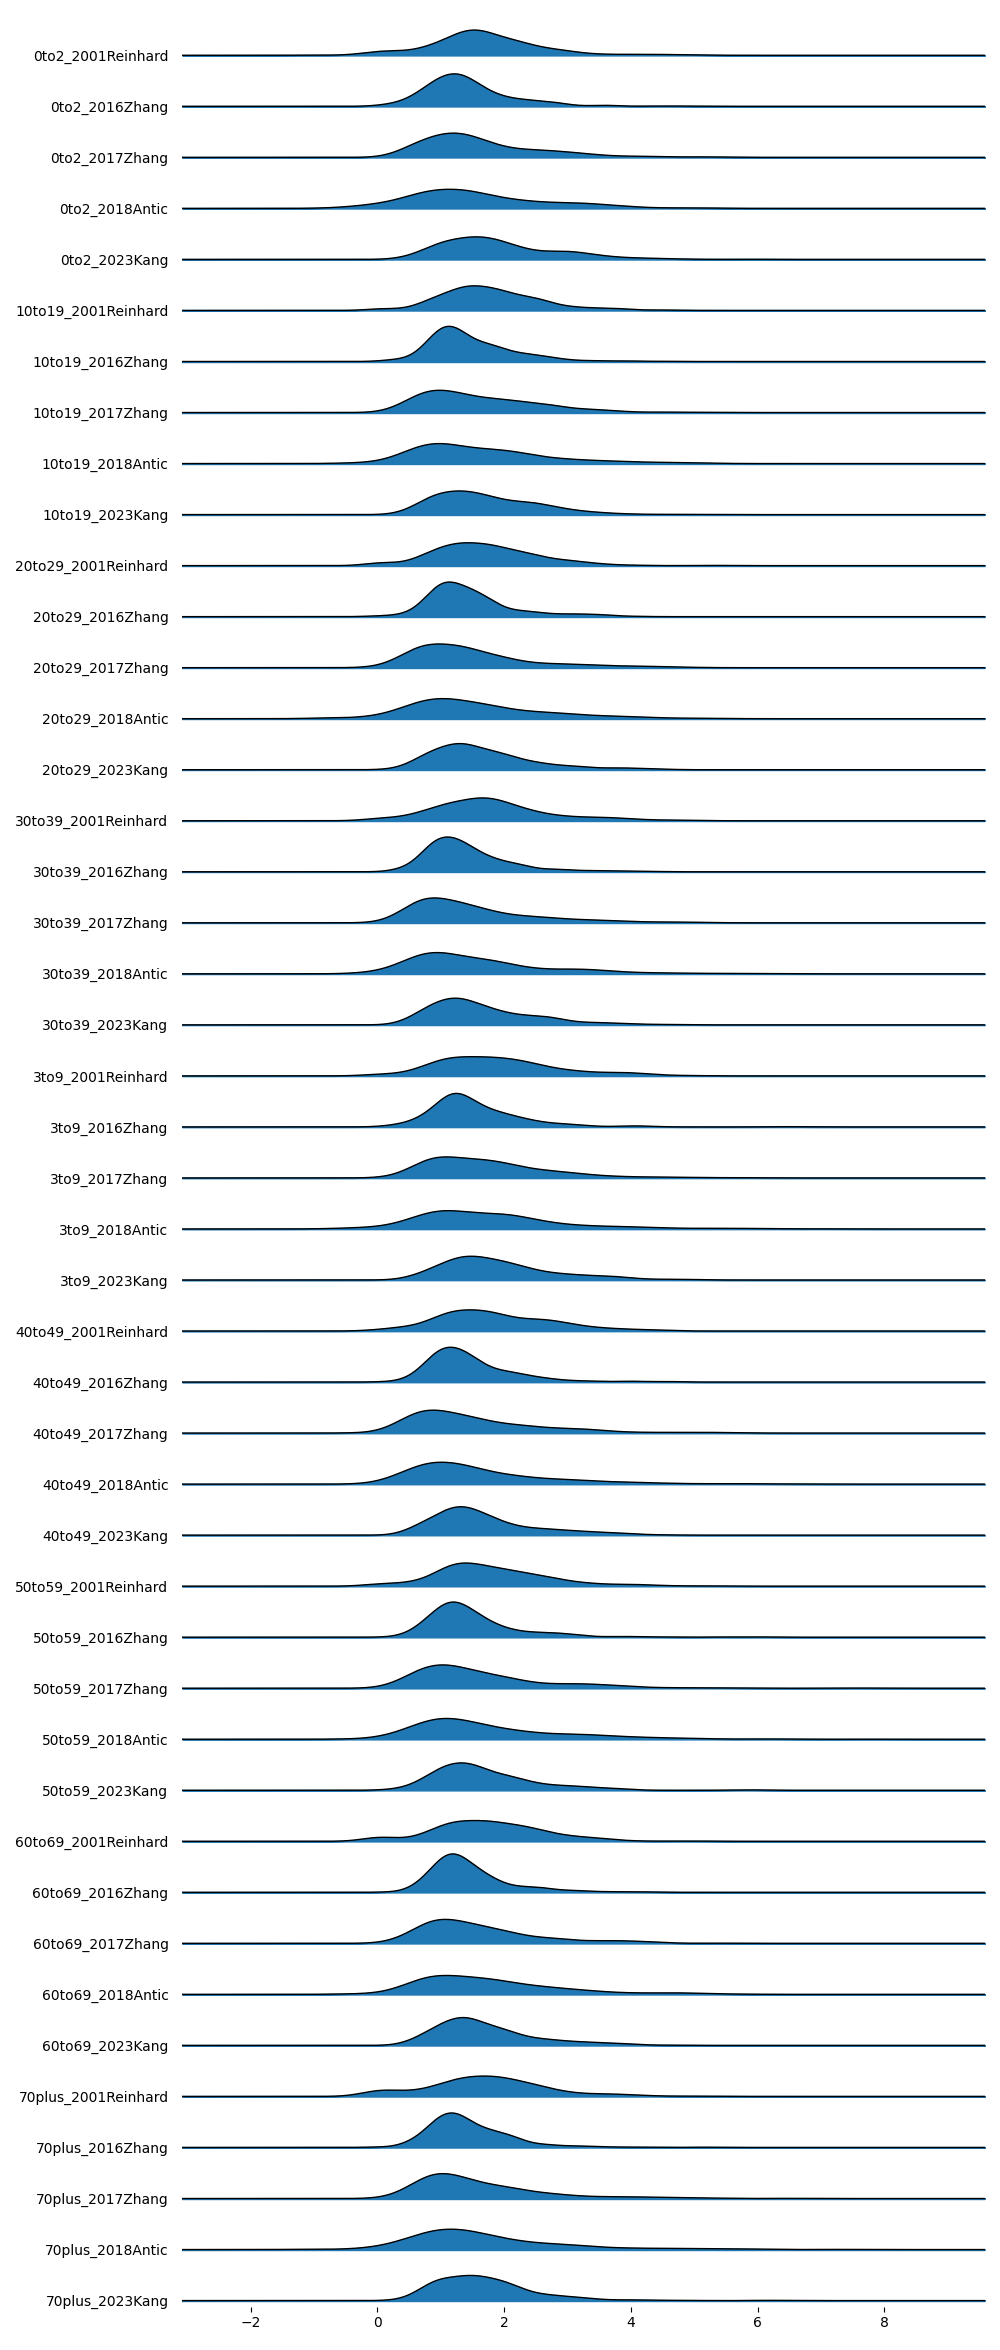 0to2_2001Reinhard
0to2_2016Zhang
0to2_2017Zhang
0to2_2018Antic
0to2_2023Kang
10to19_2001Reinhard
10to19_2016Zhang
10to19_2017Zhang
10to19_2018Antic
10to19_2023Kang
20to29_2001Reinhard
20to29_2016Zhang
20to29_2017Zhang
20to29_2018Antic
20to29_2023Kang
30to39_2001Reinhard
30to39_2016Zhang
30to39_2017Zhang
30to39_2018Antic
30to39_2023Kang
3to9_2001Reinhard
3to9_2016Zhang
3to9_2017Zhang
3to9_2018Antic
3to9_2023Kang
40to49_2001Reinhard
40to49_2016Zhang
40to49_2017Zhang
40to49_2018Antic
40to49_2023Kang
50to59_2001Reinhard
50to59_2016Zhang
50to59_2017Zhang
50to59_2018Antic
50to59_2023Kang
60to69_2001Reinhard
60to69_2016Zhang
60to69_2017Zhang
60to69_2018Antic
60to69_2023Kang
70plus_2001Reinhard
70plus_2016Zhang
70plus_2017Zhang
70plus_2018Antic
70plus_2023Kang
−2 0 2 4 6 8